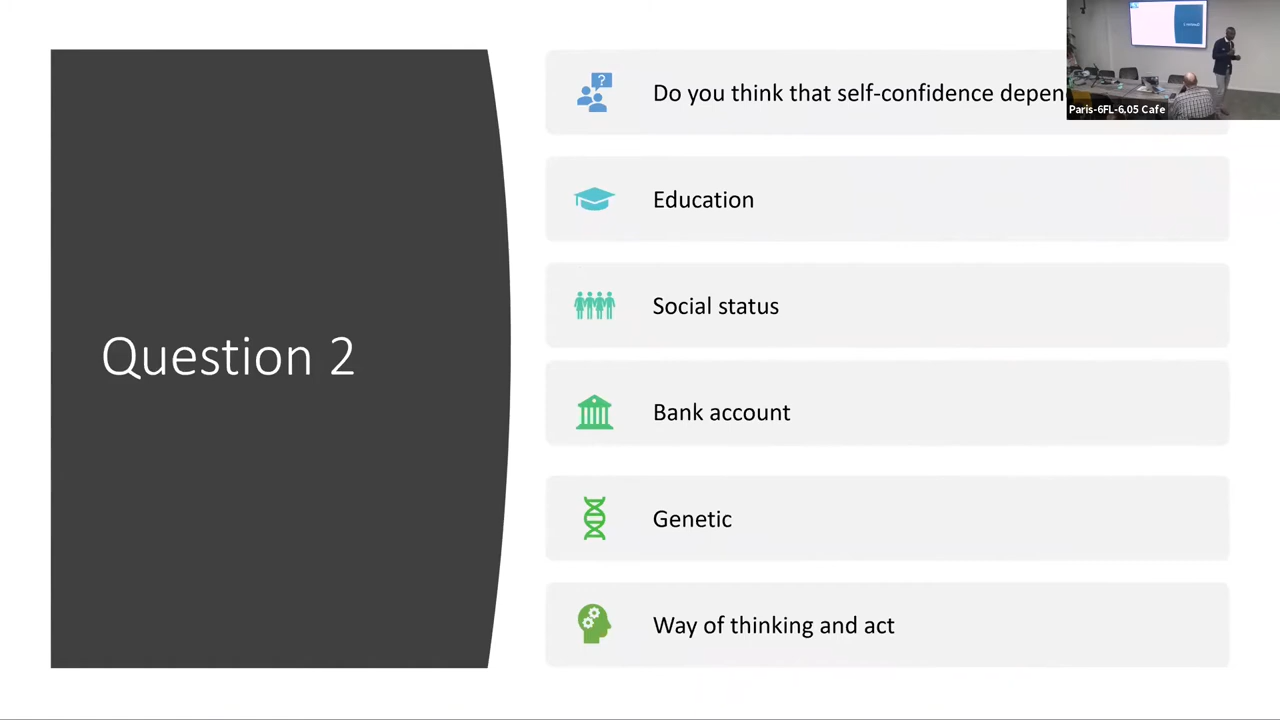 Question 2
Do you think that self-confidence
Education
Social status
Bank account
Genetic
Way of thinking and act
Paris-6FL-6,05 Cafe